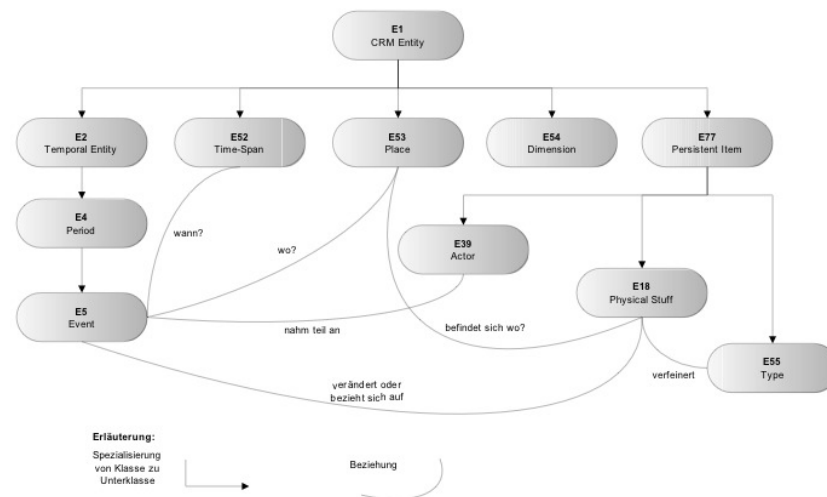 E1
CRM Entity
E2
Temporal Entity
E52
Time-Span
E53
Place
E54
Dimension
E77
Persistent Item
E4
Period
wann?
wo?
E39
Actor
E18
Physical Stuff
E5
Event
nahm teil an
befindet sich wo?
E55
Type
verfeinert
verändert oder
bezieht sich auf
Erläuterung:
Spezialisierung
von Klasse zu
Unterklasse
Beziehung